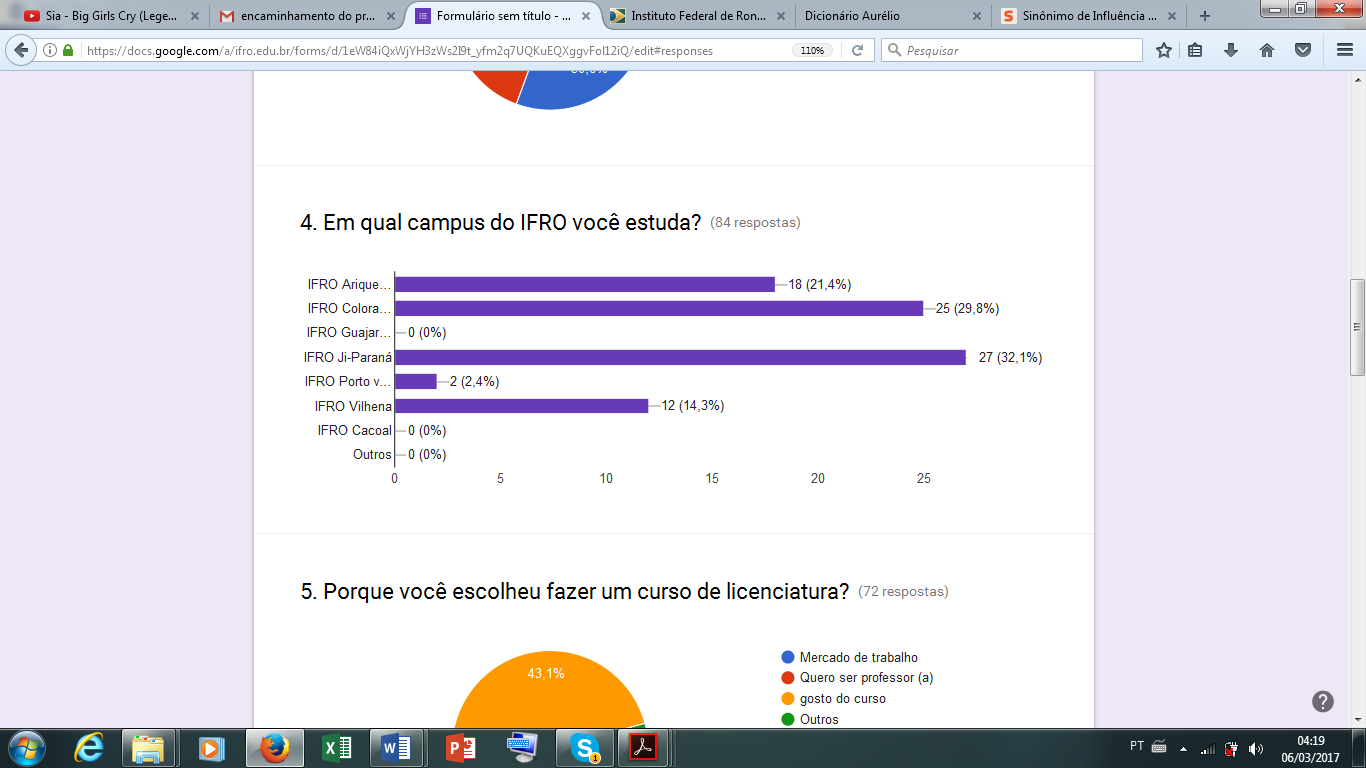 Sia - Big Girls Cry (Lege...
encaminhamento do pr...
Formulário sem título - ...
Instituto Federal de Ron...
Dicionário Aurélio
Sinônimo de Influência ...
https://docs.google.com/a/ifro.edu.br/forms/d/1eW84iQxWjYH3zWs2I9t_yfm2q7UQKuEQXggvFoI12iQ/edit#responses
110%
Pesquisar
4. Em qual campus do IFRO você estuda? (84 respostas)
IFRO Arique... 18 (21,4%)
IFRO Colora... 25 (29,8%)
IFRO Guajar... 0 (0%)
IFRO Ji-Paraná 27 (32,1%)
IFRO Porto v... 2 (2,4%)
IFRO Vilhena 12 (14,3%)
IFRO Cacoal 0 (0%)
Outros 0 (0%)
0 5 10 15 20 25
5. Porque você escolheu fazer um curso de licenciatura? (72 respostas)
43,1%
Mercado de trabalho
Quero ser professor (a)
gosto do curso
Outros
PT
04:19
06/03/2017